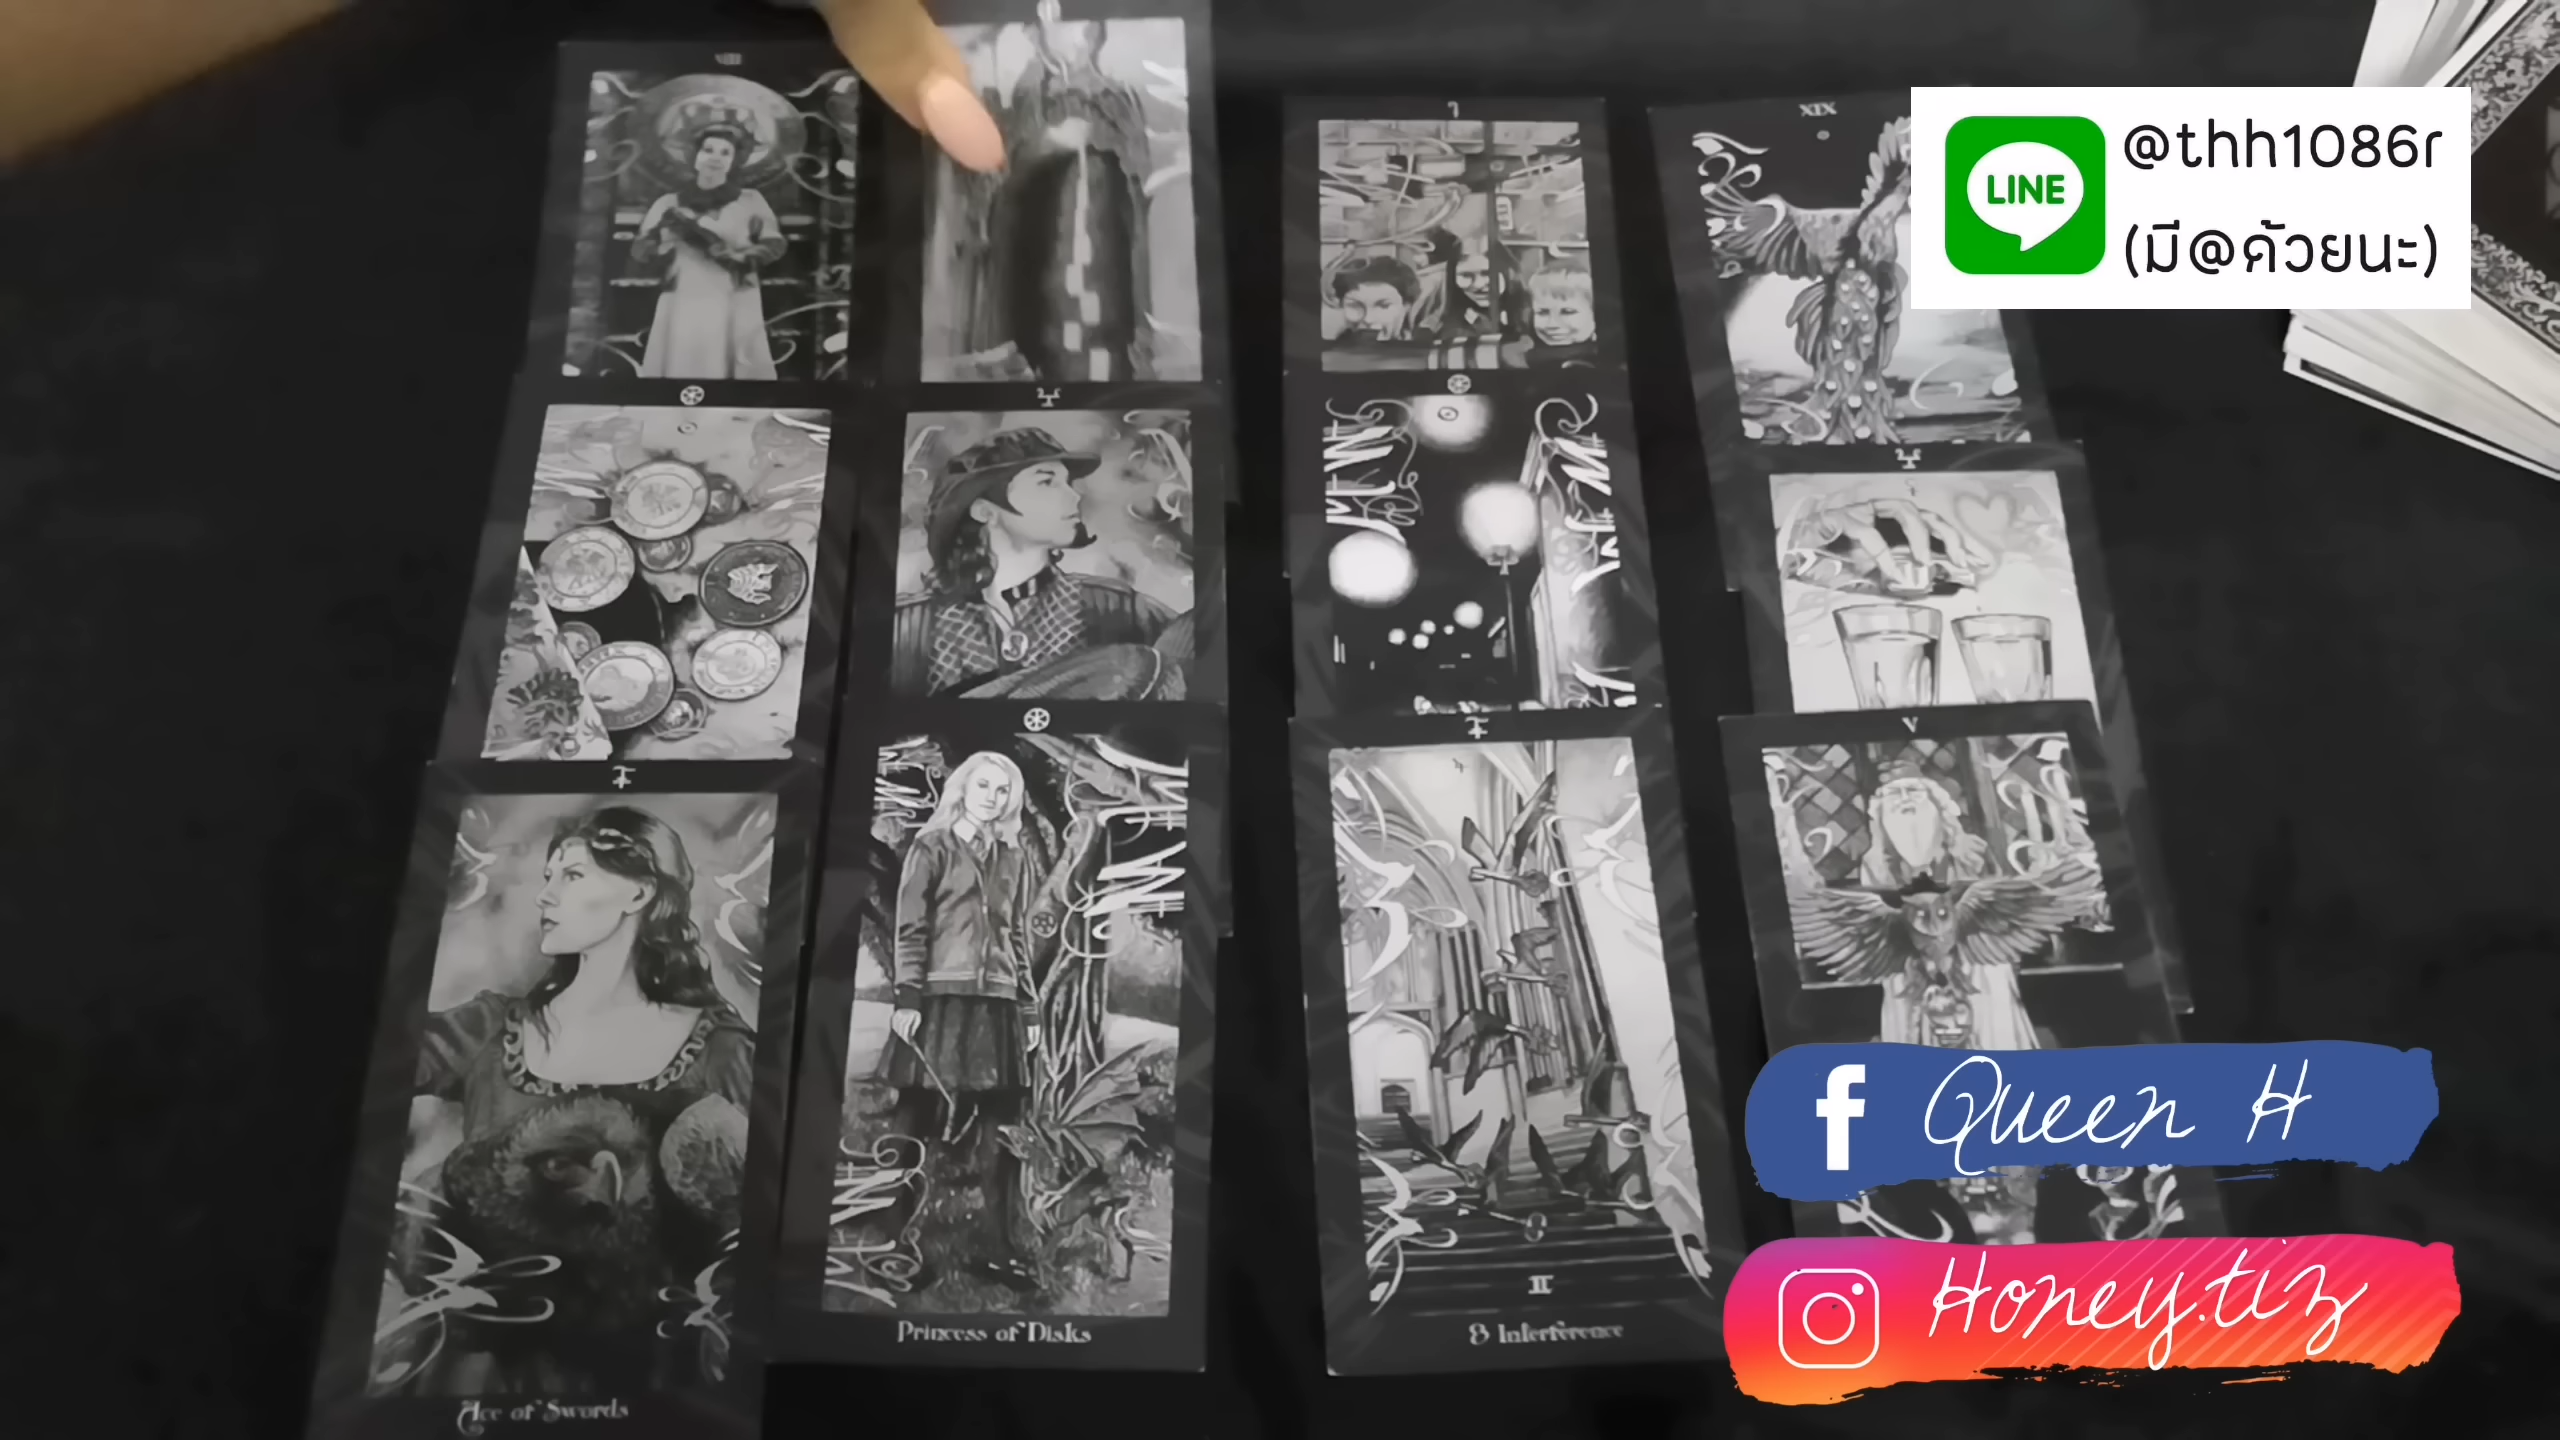 VIII
XIX
LINE
@thh1086r
(มี@ด้วยนะ)
V
Queen H
Honey.tiz
II
Princess of Disks
8 Interference
Ace of Swords